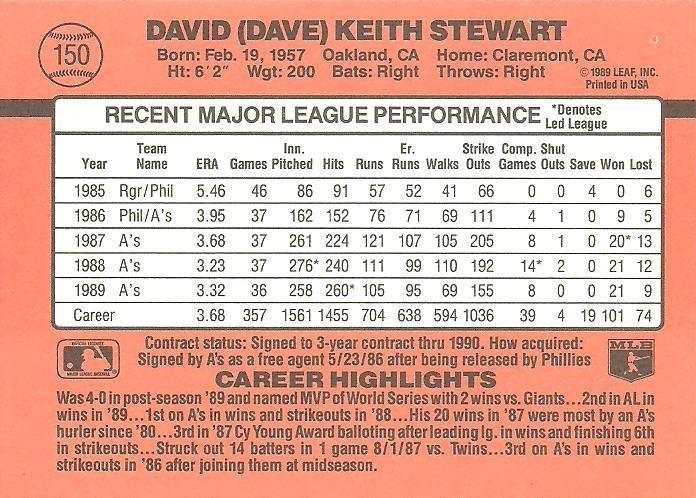 150
DAVID (DAVE) KEITH STEWART
Born: Feb. 19, 1957 Oakland, CA Home: Claremont, CA
Ht: 6'2" Wgt: 200 Bats: Right Throws: Right
©1989 LEAF, INC.
Printed in USA
RECENT MAJOR LEAGUE PERFORMANCE *Denotes Led League
Year Team Name ERA Games Inn. Pitched Hits Runs Er. Runs Walks Strike Outs Comp. Games Shut Outs Save Won Lost
1985 Rgr/Phil 5.46 46 86 91 57 52 41 66 0 0 4 0 6
1986 Phil/A's 3.95 37 162 152 76 71 69 111 4 1 0 9 5
1987 A's 3.68 37 261 224 121 107 105 205 8 1 0 20* 13
1988 A's 3.23 37 276* 240 111 99 110 192 14* 2 0 21 12
1989 A's 3.32 36 258 260* 105 95 69 155 8 0 0 21 9
Career 3.68 357 1561 1455 704 638 594 1036 39 4 19 101 74
Contract status: Signed to 3-year contract thru 1990. How acquired:
Signed by A's as a free agent 5/23/86 after being released by Phillies
MLB
CAREER HIGHLIGHTS
Was 4-0 in post-season '89 and named MVP of World Series with 2 wins vs. Giants...2nd in AL in
wins in '89...1st on A's in wins and strikeouts in '88...His 20 wins in '87 were most by an A's
hurler since '80...3rd in '87 Cy Young Award balloting after leading lg. in wins and finishing 6th
in strikeouts...Struck out 14 batters in 1 game 8/1/87 vs. Twins...3rd on A's in wins and
strikeouts in '86 after joining them at midseason.